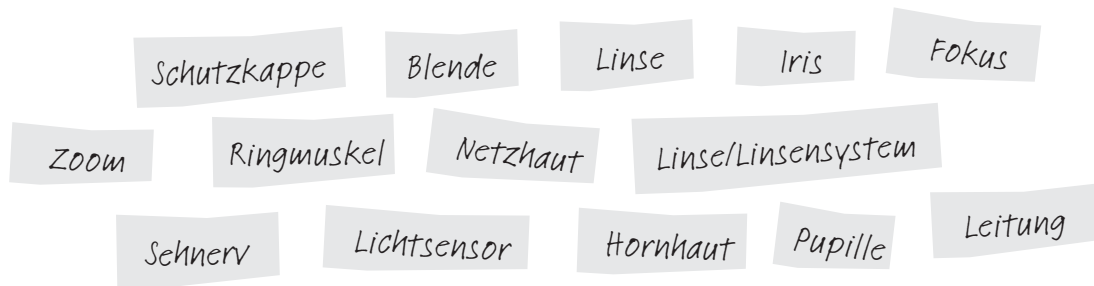 Schutzkappe Blende Linse Iris Fokus
Zoom Ringmuskel Netzhaut Linse/Linsensystem
Sehnerv Lichtsensor Hornhaut Pupille Leitung